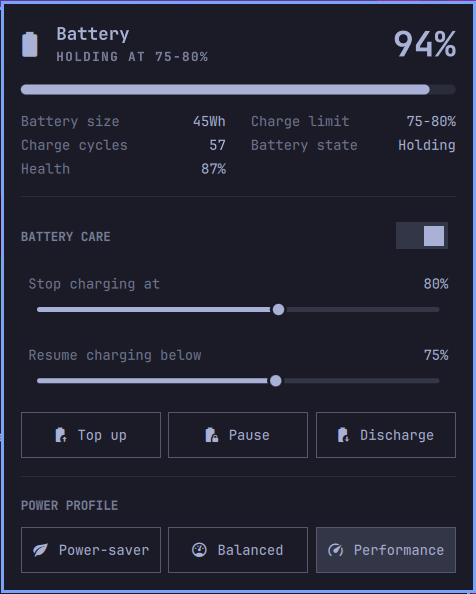 Battery
94%
HOLDING AT 75-80%
Battery size 45Wh Charge limit 75-80%
Charge cycles 57 Battery state Holding
Health 87%
BATTERY CARE
Stop charging at 80%
Resume charging below 75%
Top up Pause Discharge
POWER PROFILE
Power-saver Balanced Performance